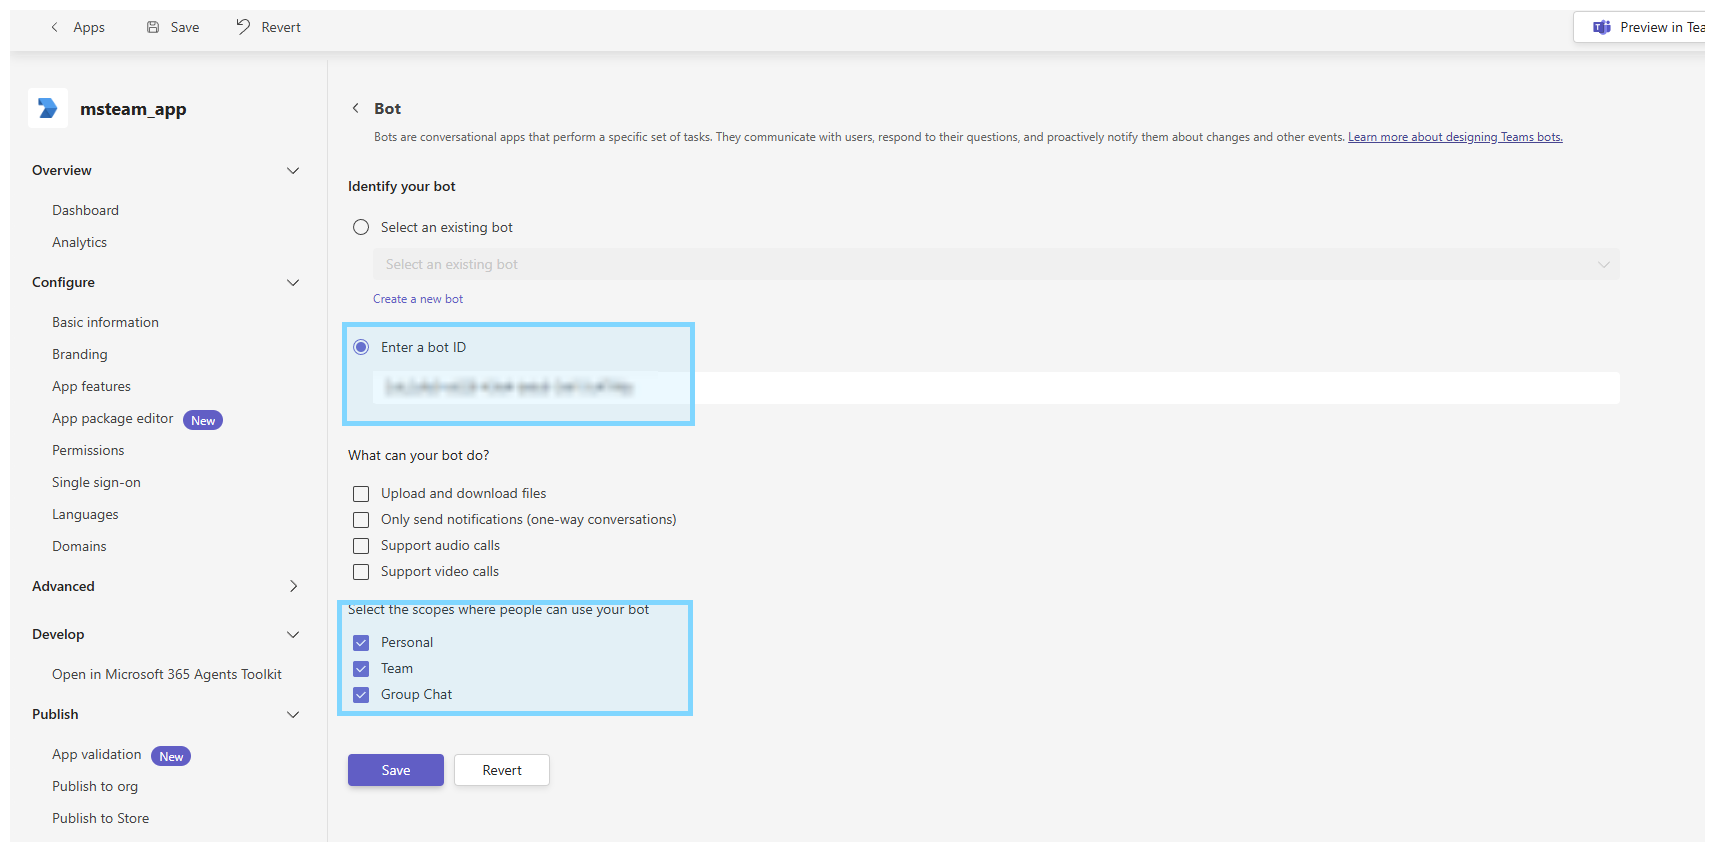 Apps Save Revert Preview in Tea
msteam_app
Overview
Dashboard
Analytics
Configure
Basic information
Branding
App features
App package editor New
Permissions
Single sign-on
Languages
Domains
Advanced
Develop
Open in Microsoft 365 Agents Toolkit
Publish
App validation New
Publish to org
Publish to Store
Bot
Bots are conversational apps that perform a specific set of tasks. They communicate with users, respond to their questions, and proactively notify them about changes and other events. Learn more about designing Teams bots.
Identify your bot
Select an existing bot
Select an existing bot
Create a new bot
Enter a bot ID
What can your bot do?
Upload and download files
Only send notifications (one-way conversations)
Support audio calls
Support video calls
Select the scopes where people can use your bot
Personal
Team
Group Chat
Save Revert